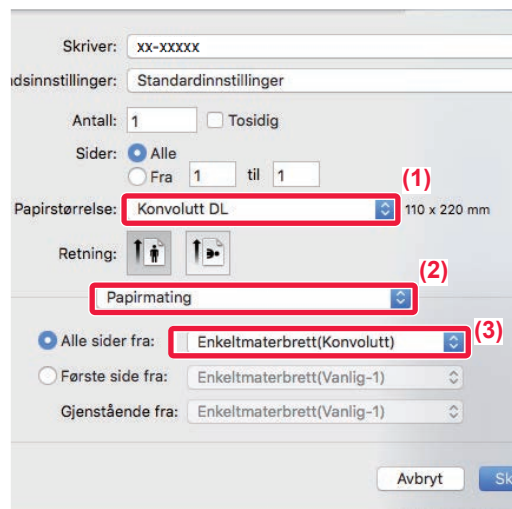 Skriver: xx-xxxxx
dsinnstillinger: Standardinnstillinger
Antall: 1 Tosidig
Sider: Alle
Fra 1 til 1
(1)
Papirstørrelse: Konvolutt DL 110 x 220 mm
Retning:
(2)
Papirmating
(3)
Alle sider fra: Enkeltmaterbrett(Konvolutt)
Første side fra: Enkeltmaterbrett(Vanlig-1)
Gjenstående fra: Enkeltmaterbrett(Vanlig-1)
Avbryt Sk